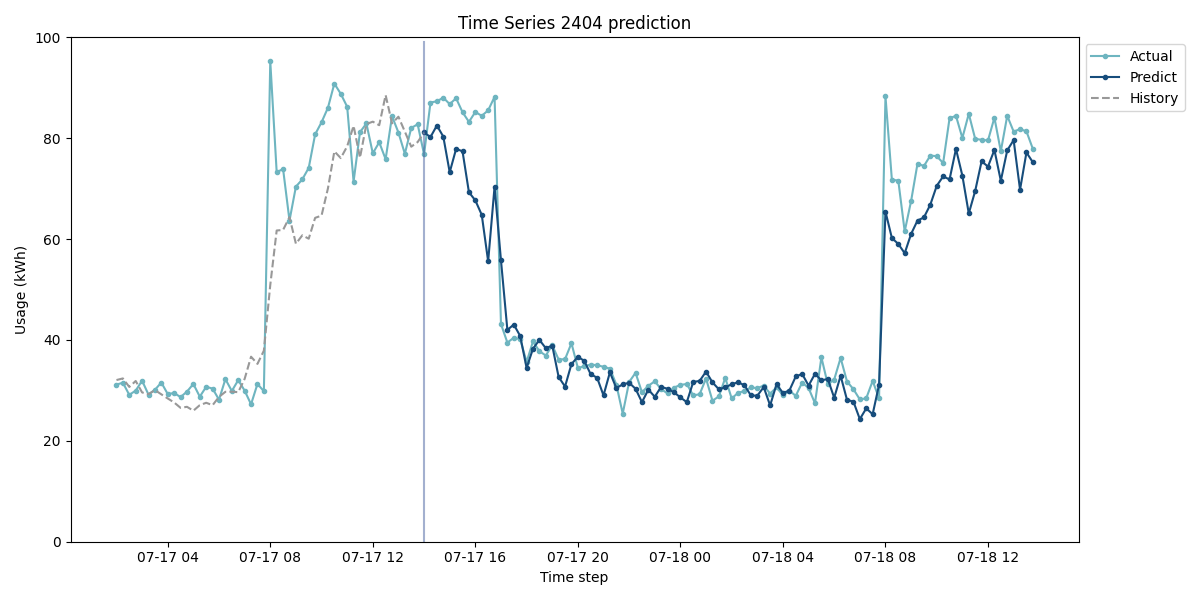 Time Series 2404 prediction
Actual
Predict
History
Usage (kWh)
100
80
60
40
20
0
07-17 04
07-17 08
07-17 12
07-17 16
07-17 20
07-18 00
07-18 04
07-18 08
07-18 12
Time step